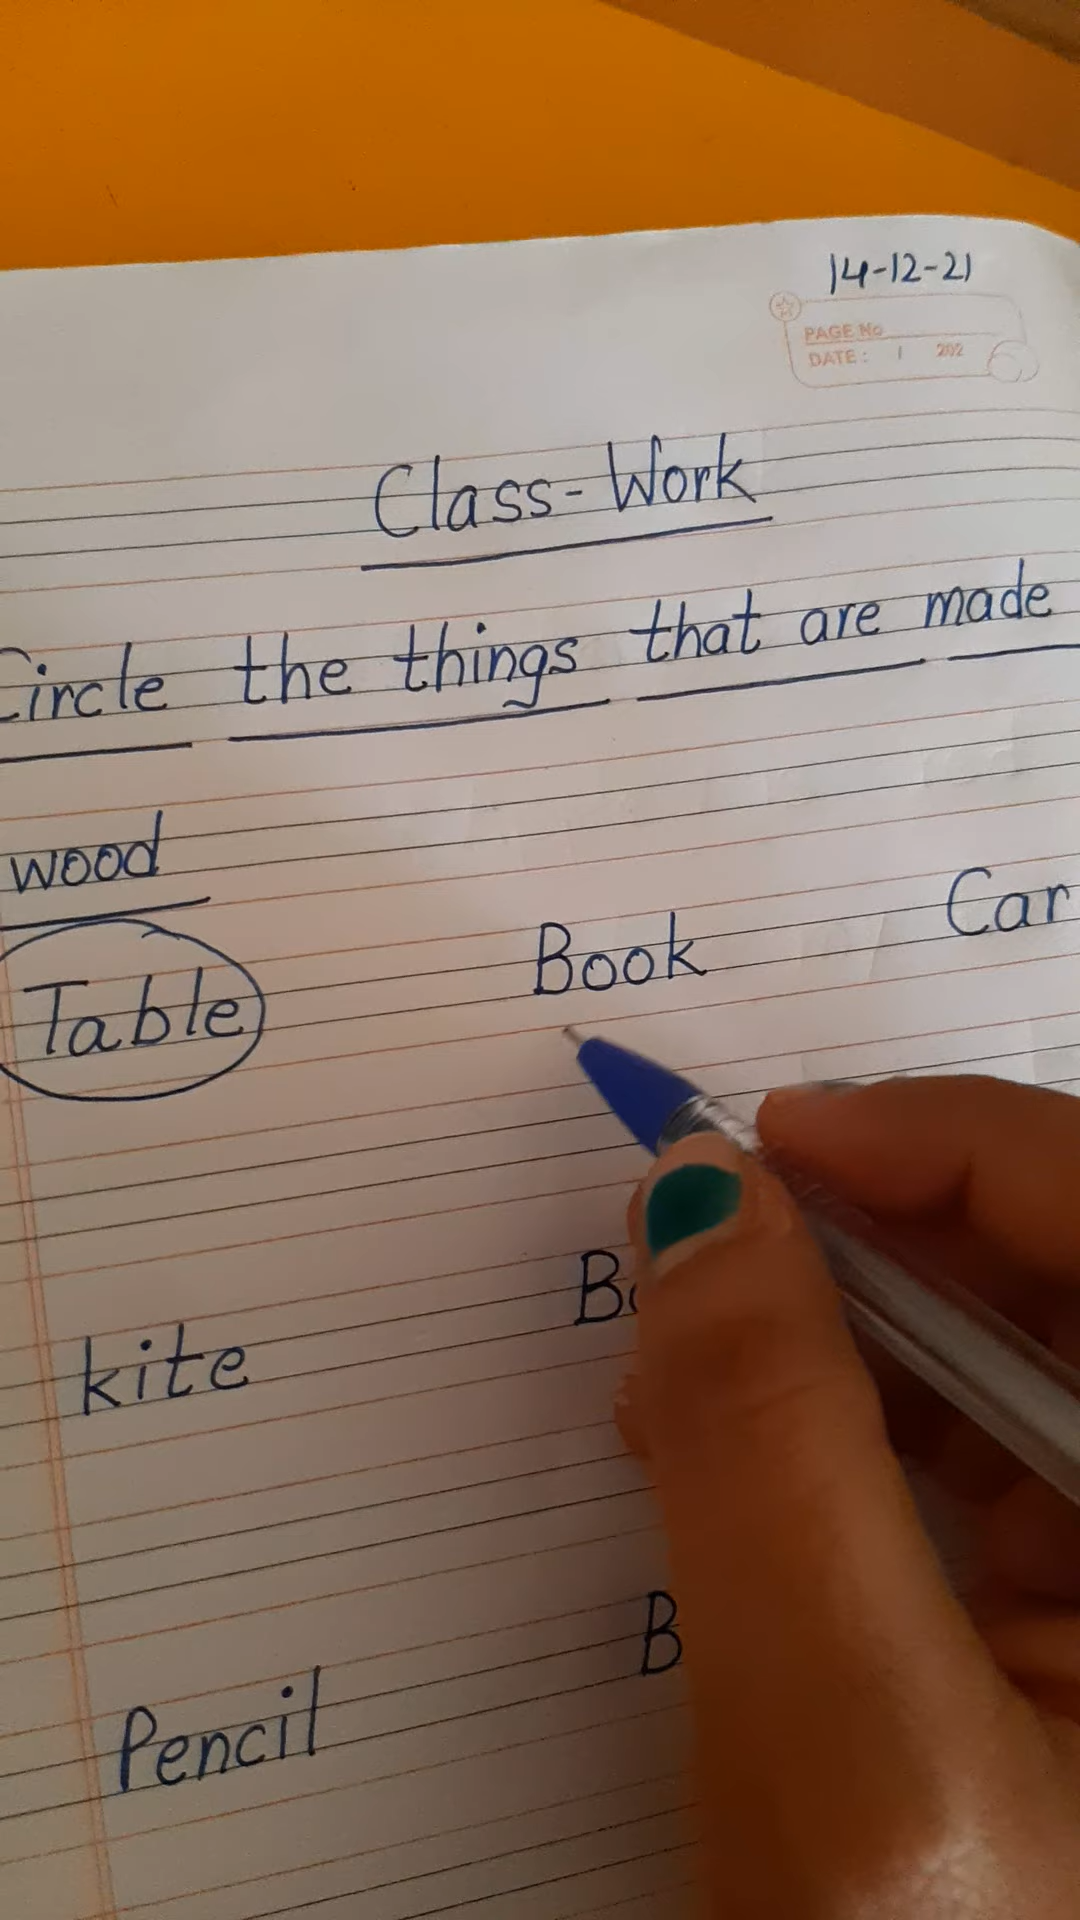 14-12-21
PAGE No
DATE: / 202
Class-Work
Circle the things that are made
wood
Table Book Car
kite
Pencil